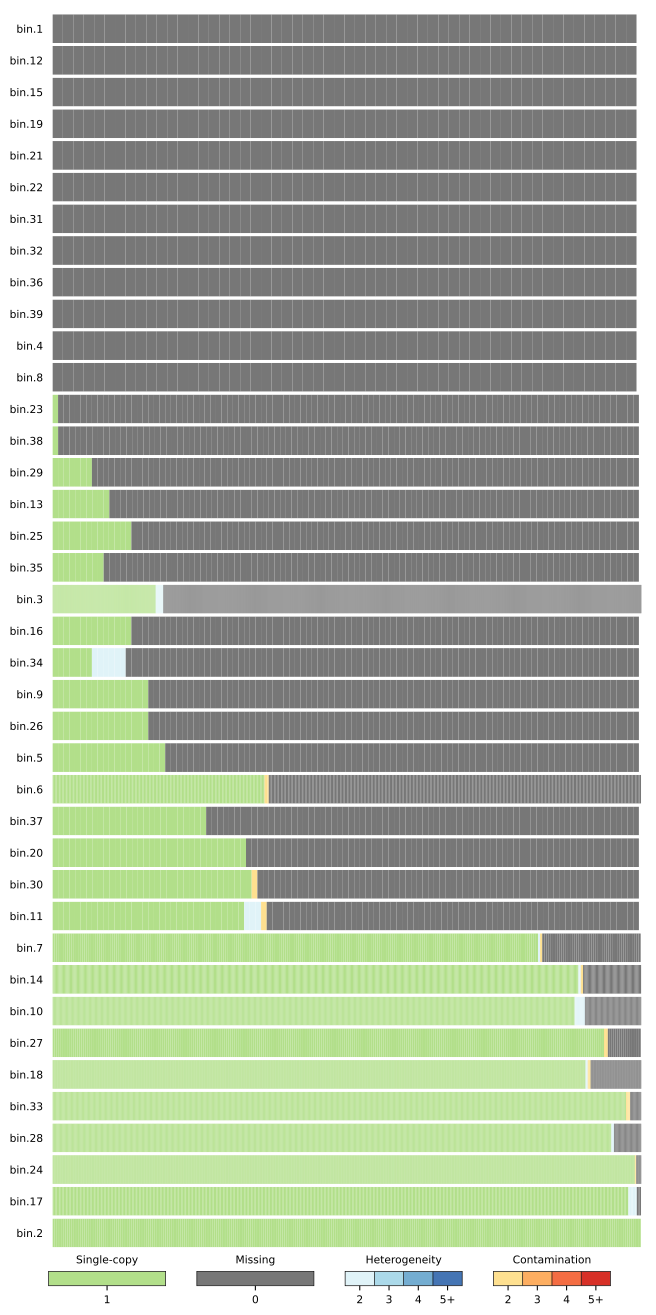 bin.1
bin.12
bin.15
bin.19
bin.21
bin.22
bin.31
bin.32
bin.36
bin.39
bin.4
bin.8
bin.23
bin.38
bin.29
bin.13
bin.25
bin.35
bin.3
bin.16
bin.34
bin.9
bin.26
bin.5
bin.6
bin.37
bin.20
bin.30
bin.11
bin.7
bin.14
bin.10
bin.27
bin.18
bin.33
bin.28
bin.24
bin.17
bin.2
Single-copy Missing Heterogeneity Contamination
1 0 2 3 4 5+ 2 3 4 5+